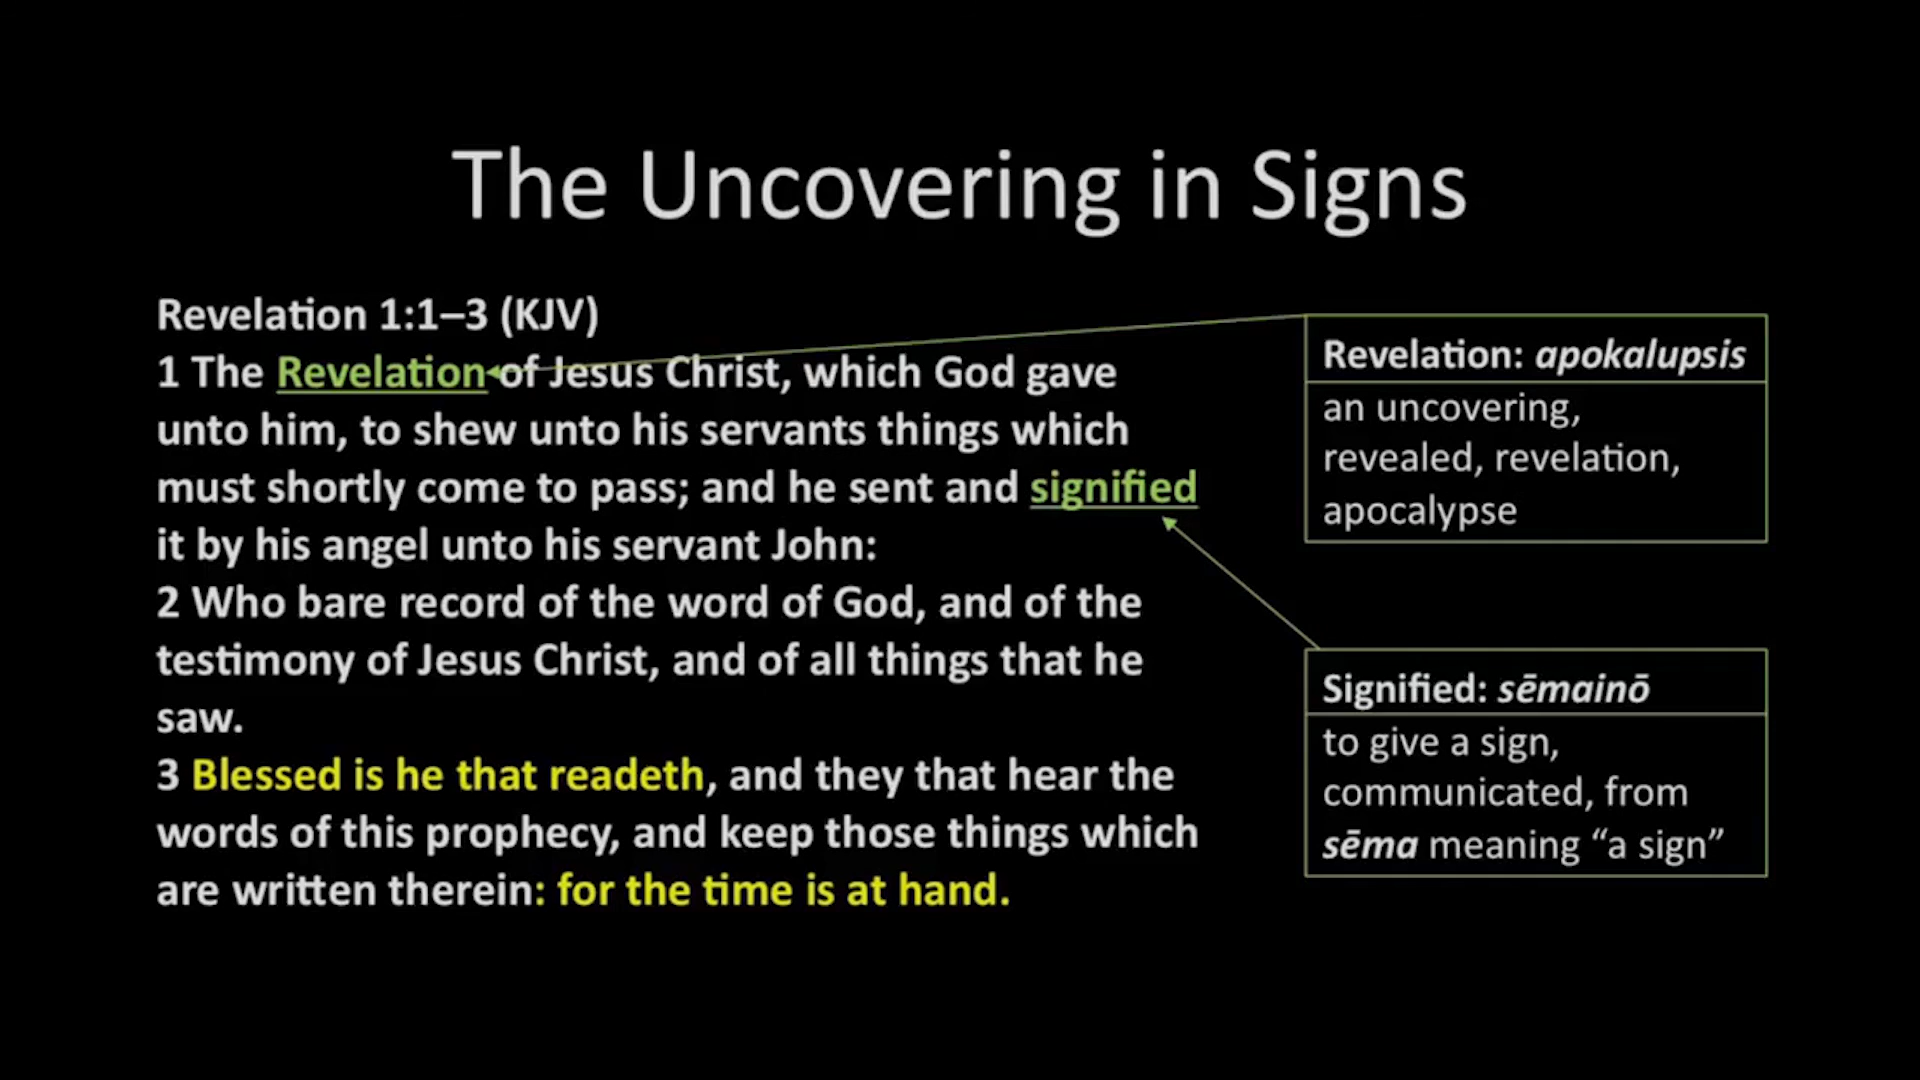 The Uncovering in Signs
Revelation 1:1–3 (KJV)
1 The Revelation of Jesus Christ, which God gave
unto him, to shew unto his servants things which
must shortly come to pass; and he sent and signified
it by his angel unto his servant John:
2 Who bare record of the word of God, and of the
testimony of Jesus Christ, and of all things that he
saw.
3 Blessed is he that readeth, and they that hear the
words of this prophecy, and keep those things which
are written therein: for the time is at hand.
Revelation: apokalupsis
an uncovering,
revealed, revelation,
apocalypse
Signified: sēmainō
to give a sign,
communicated, from
sēma meaning “a sign”